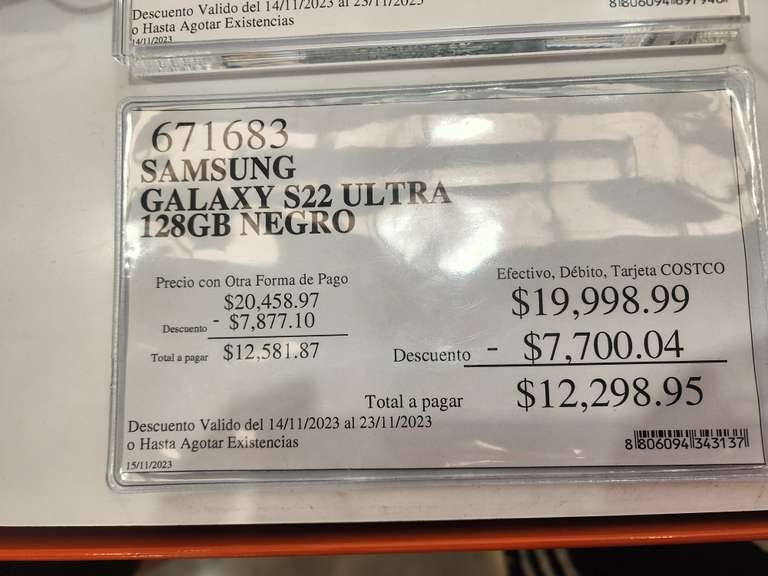 Descuento Valido del 14/11/2023 al 23/11/2023
o Hasta Agotar Existencias
14/11/2023
671683
SAMSUNG
GALAXY S22 ULTRA
128GB NEGRO
Precio con Otra Forma de Pago
$20,458.97
Descuento - $7,877.10
Total a pagar $12,581.87
Efectivo, Débito, Tarjeta COSTCO
$19,998.99
Descuento - $7,700.04
Total a pagar $12,298.95
Descuento Valido del 14/11/2023 al 23/11/2023
o Hasta Agotar Existencias
15/11/2023
8 806094 343137